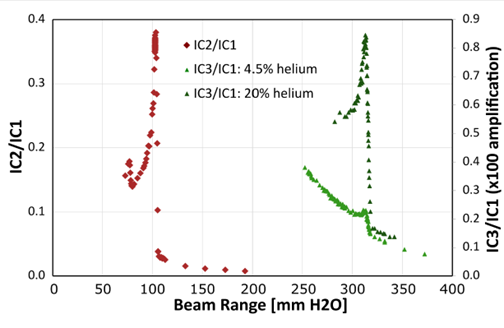 0.4
0.3
0.2
0.1
0.0
IC2/IC1
IC2/IC1
IC3/IC1: 4.5% helium
IC3/IC1: 20% helium
0.9
0.8
0.7
0.6
0.5
0.4
0.3
0.2
0.1
0.0
IC3/IC1 (x100 amplification)
0 50 100 150 200 250 300 350 400
Beam Range [mm H2O]